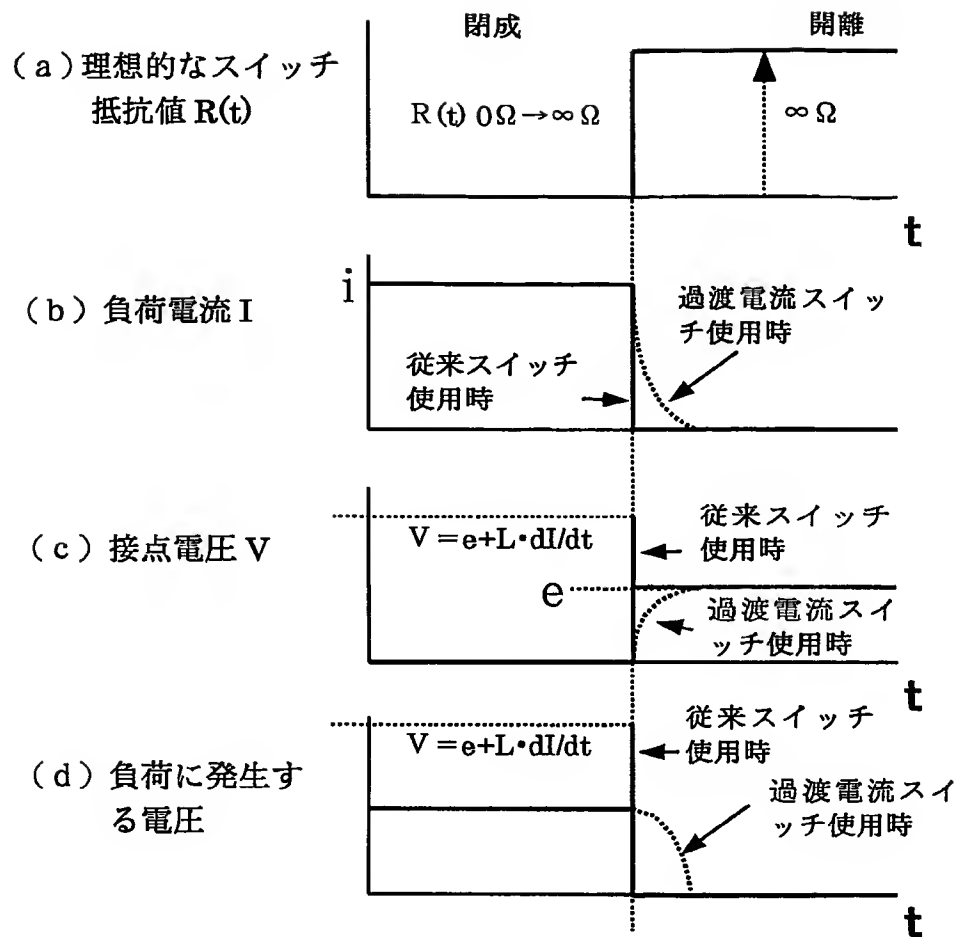 閉成
開離
(a)理想的なスイッチ
抵抗値 R(t)
R(t) 0Ω→∞Ω
∞Ω
t
(b)負荷電流 I
i
過渡電流スイッ
チ使用時
従来スイッチ
使用時
(c)接点電圧 V
V=e+L•dI/dt
従来スイッチ
使用時
e
過渡電流スイ
ッチ使用時
t
(d)負荷に発生す
る電圧
V=e+L•dI/dt
従来スイッチ
使用時
過渡電流スイ
ッチ使用時
t